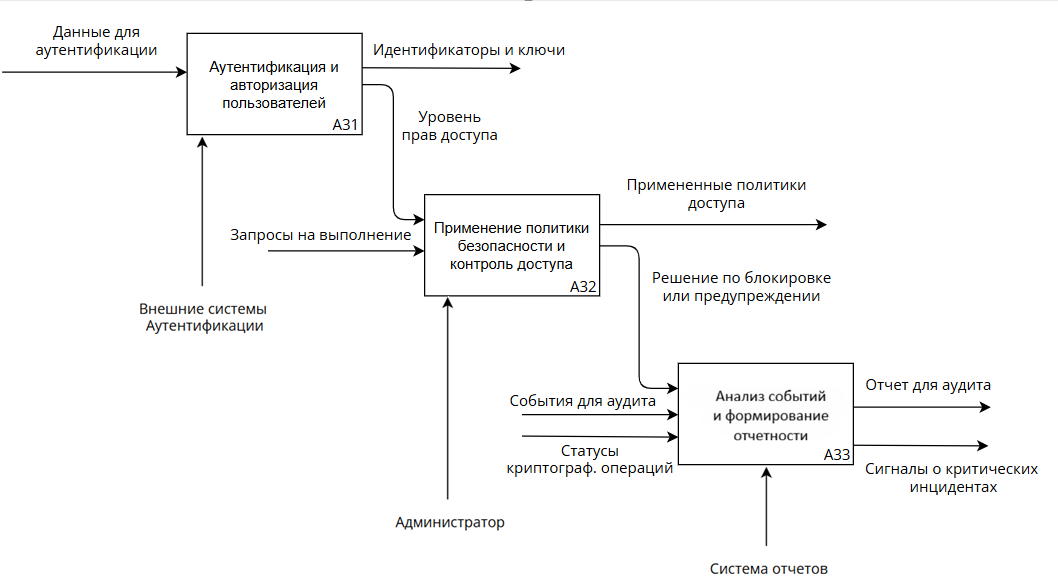 Данные для
аутентификации
Идентификаторы и ключи
Аутентификация и
авторизация
пользователей
А31
Уровень
прав доступа
Примененные политики
доступа
Запросы на выполнение
Применение политики
безопасности и
контроль доступа
А32
Решение по блокировке
или предупреждении
Внешние системы
Аутентификации
Отчет для аудита
События для аудита
Анализ событий
и формирование
отчетности
А33
Статусы
криптограф. операций
Сигналы о критических
инцидентах
Администратор
Система отчетов